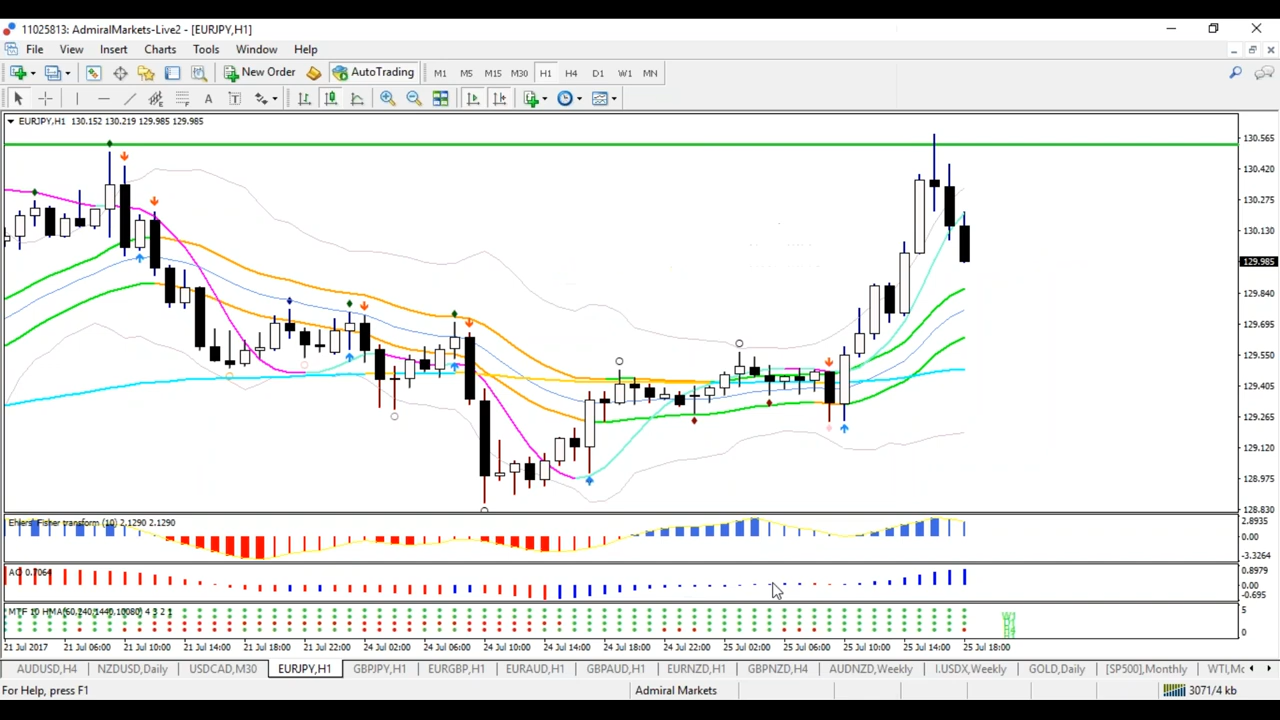 11025813: AdmiralMarkets-Live2 - [EURJPY,H1]
File View Insert Charts Tools Window Help
New Order AutoTrading M1 M5 M15 M30 H1 H4 D1 W1 MN
A T
EURJPY,H1 130.152 130.219 129.985 129.985
130.565
130.420
130.275
130.130
129.985
129.840
129.695
129.550
129.405
129.265
129.120
128.975
128.830
Ehlers' Fisher transform (10) 2.1290 2.1290
2.8935
0.00
-3.3264
AO 0.7064
0.8979
0.00
-0.695
MTF 10 HMA(60,240,1440,10080) 4 3 2 1
5
0
21 Jul 2017 21 Jul 10:00 21 Jul 14:00 21 Jul 18:00 21 Jul 22:00 24 Jul 02:00 24 Jul 06:00 24 Jul 10:00 24 Jul 14:00 24 Jul 18:00 24 Jul 22:00 25 Jul 02:00 25 Jul 06:00 25 Jul 10:00 25 Jul 14:00 25 Jul 18:00
AUDUSD,H4 NZDUSD,Daily USDCAD,M30 EURJPY,H1 GBPJPY,H1 EURGBP,H1 EURAUD,H1 GBPAUD,H1 EURNZD,H1 GBPNZD,H4 AUDNZD,Weekly I.USDX,Weekly GOLD,Daily [SP500],Monthly WTI,Mc
For Help, press F1 Admiral Markets 3071/4 kb